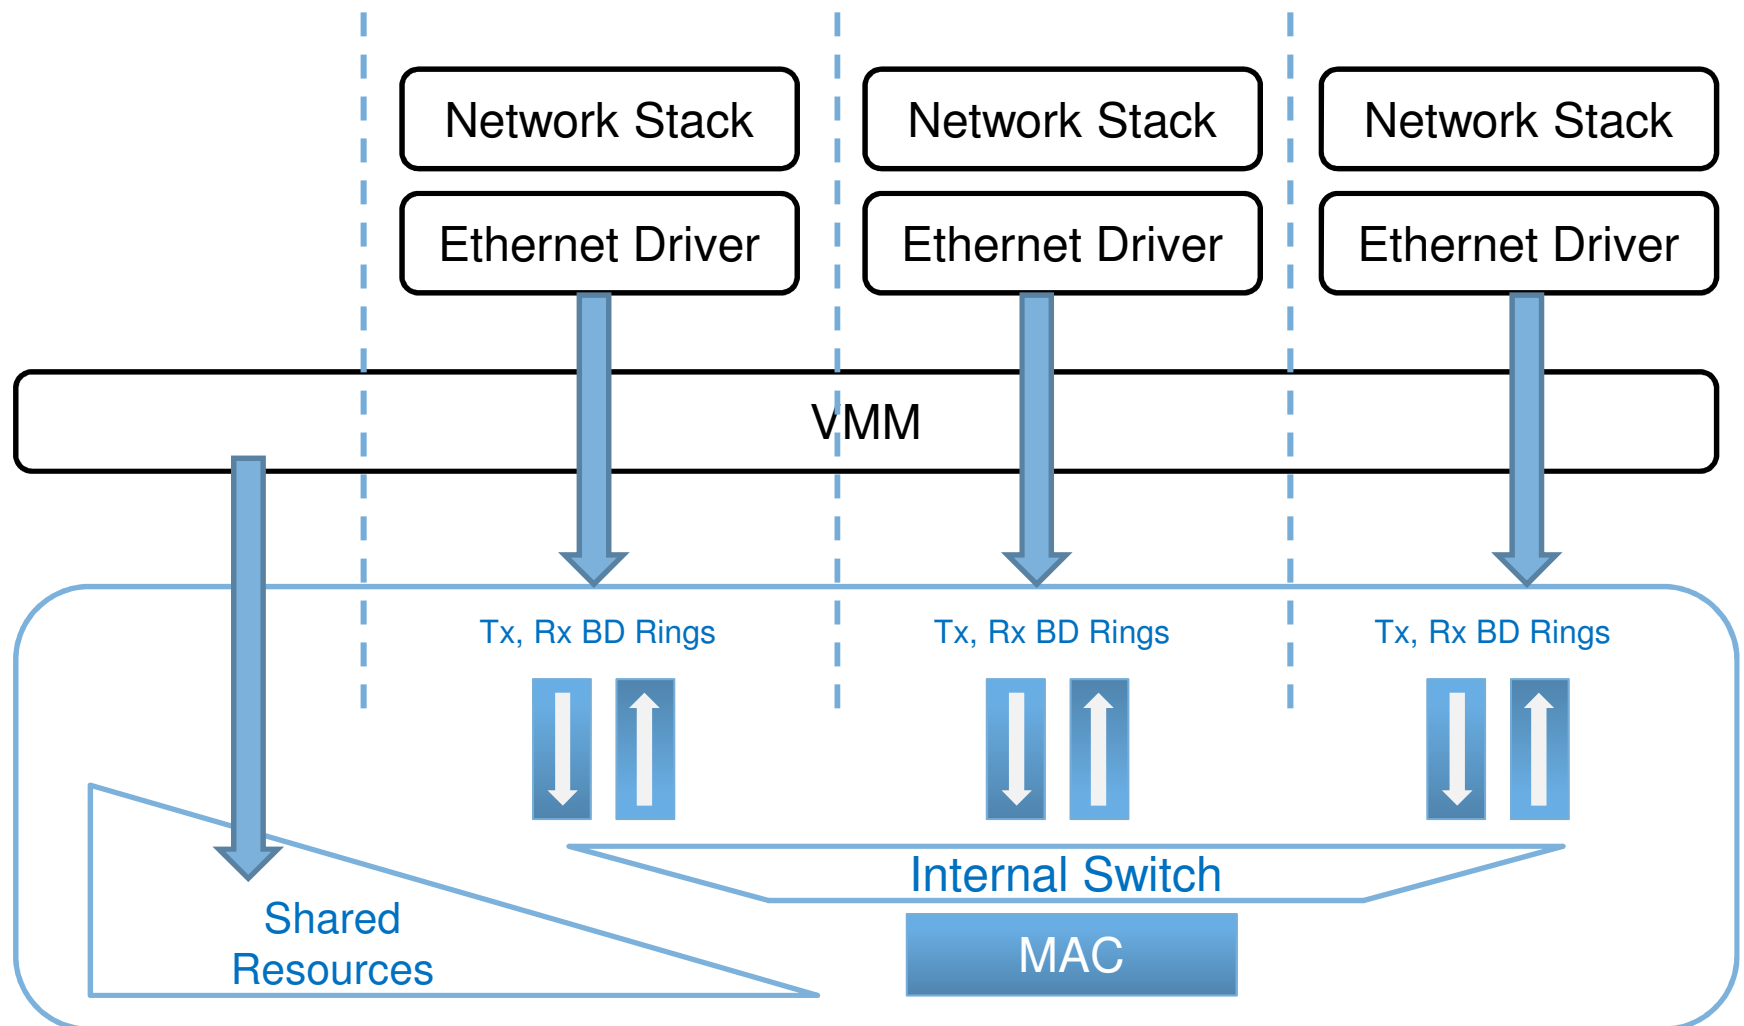 Network Stack
Network Stack
Network Stack
Ethernet Driver
Ethernet Driver
Ethernet Driver
VMM
Tx, Rx BD Rings
Tx, Rx BD Rings
Tx, Rx BD Rings
Internal Switch
Shared
Resources
MAC